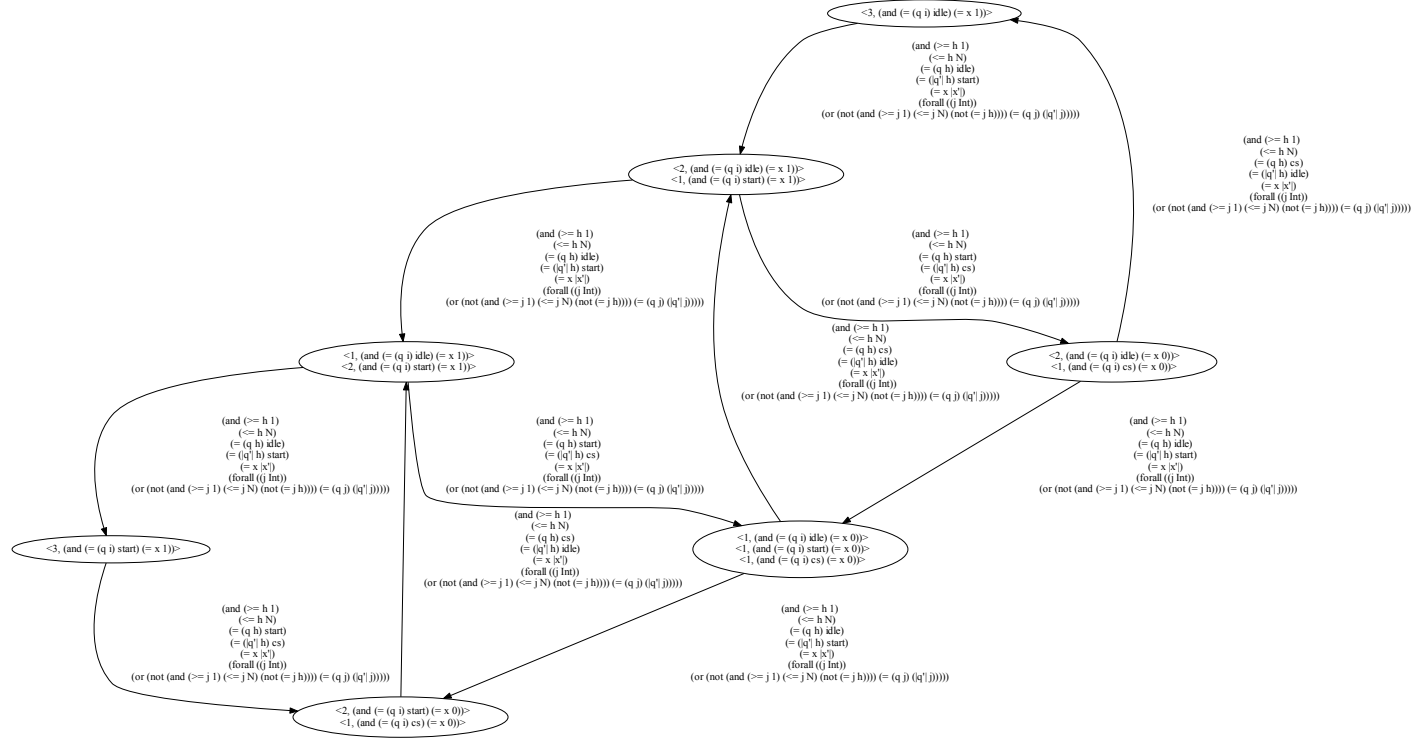 <3, (and (= (q i) idle) (= x 1))>
(and (>= h 1)
(<= h N)
(= (q h) idle)
(= (|q'| h) start)
(= x |x'|)
(forall ((j Int))
(or (not (and (>= j 1) (<= j N) (not (= j h)))) (= (q j) (|q'| j)))))
(and (>= h 1)
(<= h N)
(= (q h) cs)
(= (|q'| h) idle)
(= x |x'|)
(forall ((j Int))
(or (not (and (>= j 1) (<= j N) (not (= j h)))) (= (q j) (|q'| j)))))
<2, (and (= (q i) idle) (= x 1))>
<1, (and (= (q i) start) (= x 1))>
(and (>= h 1)
(<= h N)
(= (q h) idle)
(= (|q'| h) start)
(= x |x'|)
(forall ((j Int))
(or (not (and (>= j 1) (<= j N) (not (= j h)))) (= (q j) (|q'| j)))))
(and (>= h 1)
(<= h N)
(= (q h) start)
(= (|q'| h) cs)
(= x |x'|)
(forall ((j Int))
(or (not (and (>= j 1) (<= j N) (not (= j h)))) (= (q j) (|q'| j)))))
(and (>= h 1)
(<= h N)
(= (q h) cs)
(= (|q'| h) idle)
(= x |x'|)
(forall ((j Int))
(or (not (and (>= j 1) (<= j N) (not (= j h)))) (= (q j) (|q'| j)))))
<1, (and (= (q i) idle) (= x 1))>
<2, (and (= (q i) start) (= x 1))>
<2, (and (= (q i) idle) (= x 0))>
<1, (and (= (q i) cs) (= x 0))>
(and (>= h 1)
(<= h N)
(= (q h) idle)
(= (|q'| h) start)
(= x |x'|)
(forall ((j Int))
(or (not (and (>= j 1) (<= j N) (not (= j h)))) (= (q j) (|q'| j)))))
(and (>= h 1)
(<= h N)
(= (q h) start)
(= (|q'| h) cs)
(= x |x'|)
(forall ((j Int))
(or (not (and (>= j 1) (<= j N) (not (= j h)))) (= (q j) (|q'| j)))))
(and (>= h 1)
(<= h N)
(= (q h) idle)
(= (|q'| h) start)
(= x |x'|)
(forall ((j Int))
(or (not (and (>= j 1) (<= j N) (not (= j h)))) (= (q j) (|q'| j)))))
<3, (and (= (q i) start) (= x 1))>
(and (>= h 1)
(<= h N)
(= (q h) cs)
(= (|q'| h) idle)
(= x |x'|)
(forall ((j Int))
(or (not (and (>= j 1) (<= j N) (not (= j h)))) (= (q j) (|q'| j)))))
<1, (and (= (q i) idle) (= x 0))>
<1, (and (= (q i) start) (= x 0))>
<1, (and (= (q i) cs) (= x 0))>
(and (>= h 1)
(<= h N)
(= (q h) start)
(= (|q'| h) cs)
(= x |x'|)
(forall ((j Int))
(or (not (and (>= j 1) (<= j N) (not (= j h)))) (= (q j) (|q'| j)))))
(and (>= h 1)
(<= h N)
(= (q h) idle)
(= (|q'| h) start)
(= x |x'|)
(forall ((j Int))
(or (not (and (>= j 1) (<= j N) (not (= j h)))) (= (q j) (|q'| j)))))
<2, (and (= (q i) start) (= x 0))>
<1, (and (= (q i) cs) (= x 0))>